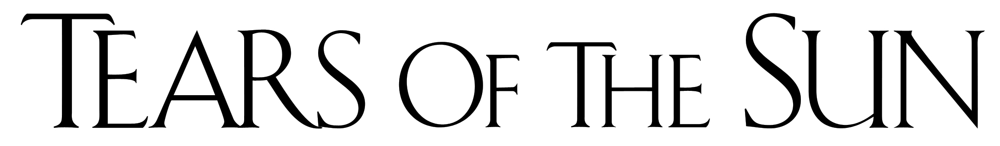 TEARS OF THE SUN